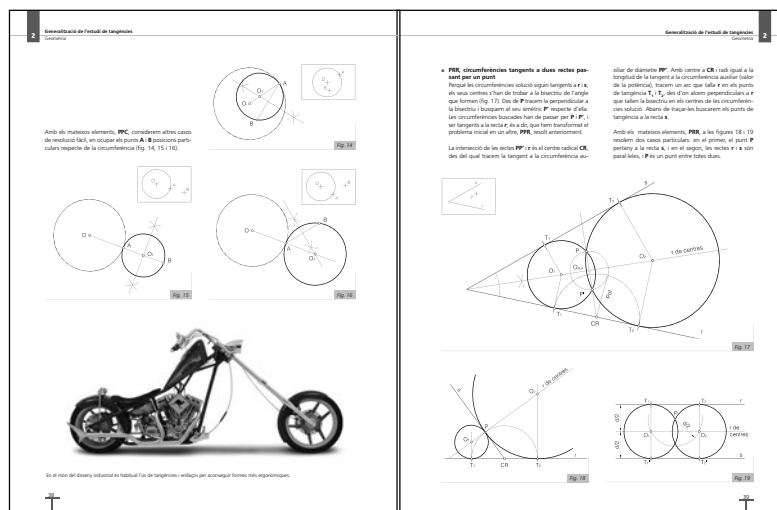 2
Generalització de l'estudi de tangències
Geometria
Amb els mateixos elements, PPC, considerem altres casos
de resolució fàcil, en ocupar els punts A i B posicions parti-
culars respecte de la circumferència (fig. 14, 15 i 16).
Fig. 14
Fig. 15
Fig. 16
En el món del disseny industrial és habitual l'ús de tangències i enllaços per aconseguir formes més ergonòmiques.
38
Generalització de l'estudi de tangències
Geometria
2
PRR, circumferències tangents a dues rectes pas-
sant per un punt
Perquè les circumferències solució siguin tangents a r i s,
els seus centres s'han de trobar a la bisectriu de l'angle
que formen (fig. 17). Des de P tracem la perpendicular a
la bisectriu i busquem el seu simètric P' respecte d'ella.
Les circumferències buscades han de passar per P i P', i
ser tangents a la recta r; és a dir, que hem transformat el
problema inicial en un altre, PPR, resolt anteriorment.
La intersecció de les rectes PP' i r és el centre radical CR,
des del qual tracem la tangent a la circumferència au-
xiliar de diàmetre PP'. Amb centre a CR i radi igual a la
longitud de la tangent a la circumferència auxiliar (valor
de la potència), tracem un arc que talla r en els punts
de tangència T1 i T2, des d'on alcem perpendiculars a r
que tallen la bisectriu en els centres de les circumferèn-
cies solució. Abans de traçar-les buscarem els punts de
tangència a la recta s.
Amb els mateixos elements, PRR, a les figures 18 i 19
resolem dos casos particulars: en el primer, el punt P
pertany a la recta s, i en el segon, les rectes r i s són
paral·leles, i P és un punt entre totes dues.
r de centres
Pot
CR
Fig. 17
r de centres
P
T1
CR
T2
r
Fig. 18
T1
T2
r
d/2
d/2
P
Pot
O1
O2
r de
centres
s
Fig. 19
39